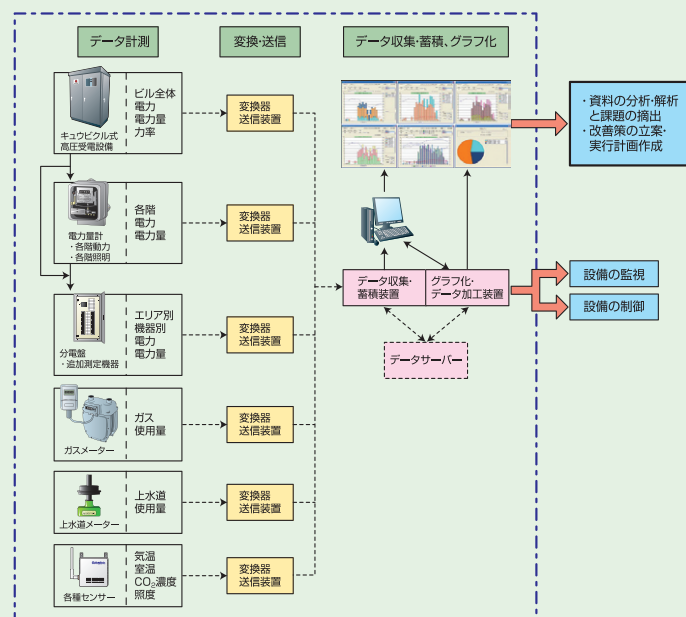 データ計測
変換・送信
データ収集・蓄積、グラフ化
キュウビクル式
高圧受電設備
ビル全体
電力
電力量
力率
変換器
送信装置
・資料の分析・解析
と課題の摘出
・改善策の立案・
実行計画作成
電力量計
・各階動力
・各階照明
各階
電力
電力量
変換器
送信装置
データ収集・
蓄積装置
グラフ化・
データ加工装置
設備の監視
設備の制御
分電盤
・追加測定機器
エリア別
機器別
電力
電力量
変換器
送信装置
データサーバー
ガスメーター
ガス
使用量
変換器
送信装置
上水道メーター
上水道
使用量
変換器
送信装置
各種センサー
気温
室温
CO₂濃度
照度
変換器
送信装置